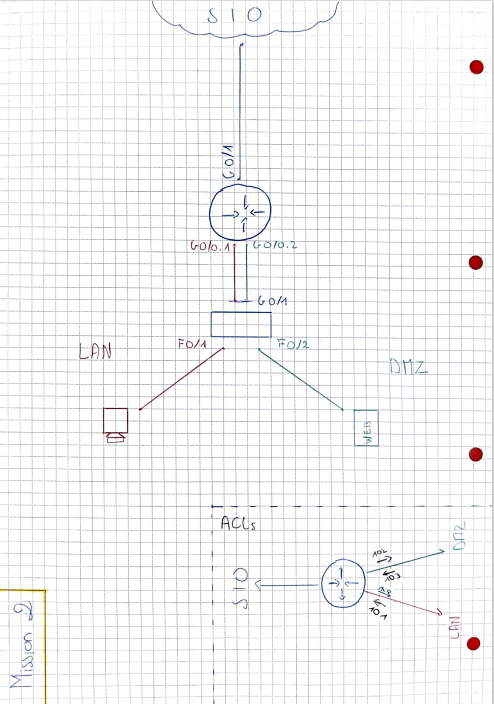 SIO
G0/1
G0/0.1
G0/0.2
G0/1
F0/1
F0/2
LAN
DMZ
WEB
ACLs
SIO
102
103
101
DMZ
LAN
Mission 2